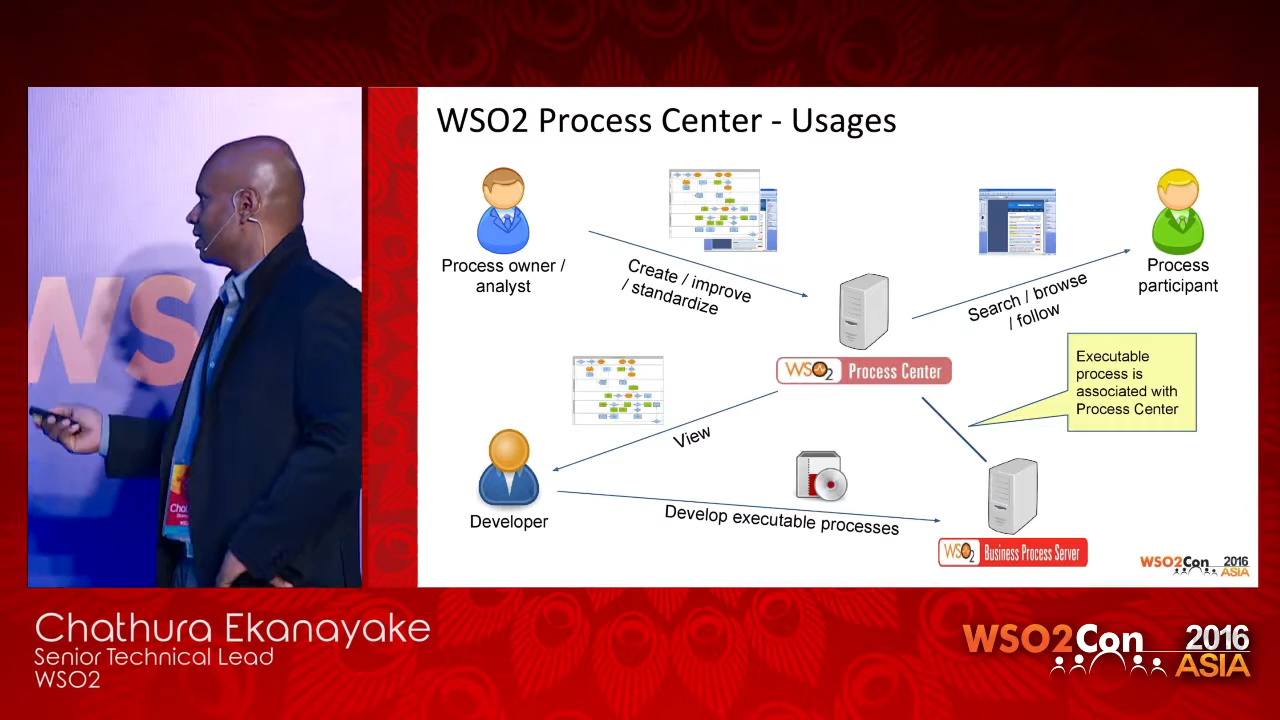 WSO2 Process Center - Usages
Process owner /
analyst
Create / improve
/ standardize
Search / browse
/ follow
Process
participant
WSO2 Process Center
Executable
process is
associated with
Process Center
View
Developer
Develop executable processes
WSO2 Business Process Server
WSO2Con 2016
ASIA
WS
Chathura Ekanayake
Senior Technical Lead
WSO2
WSO2Con 2016
ASIA